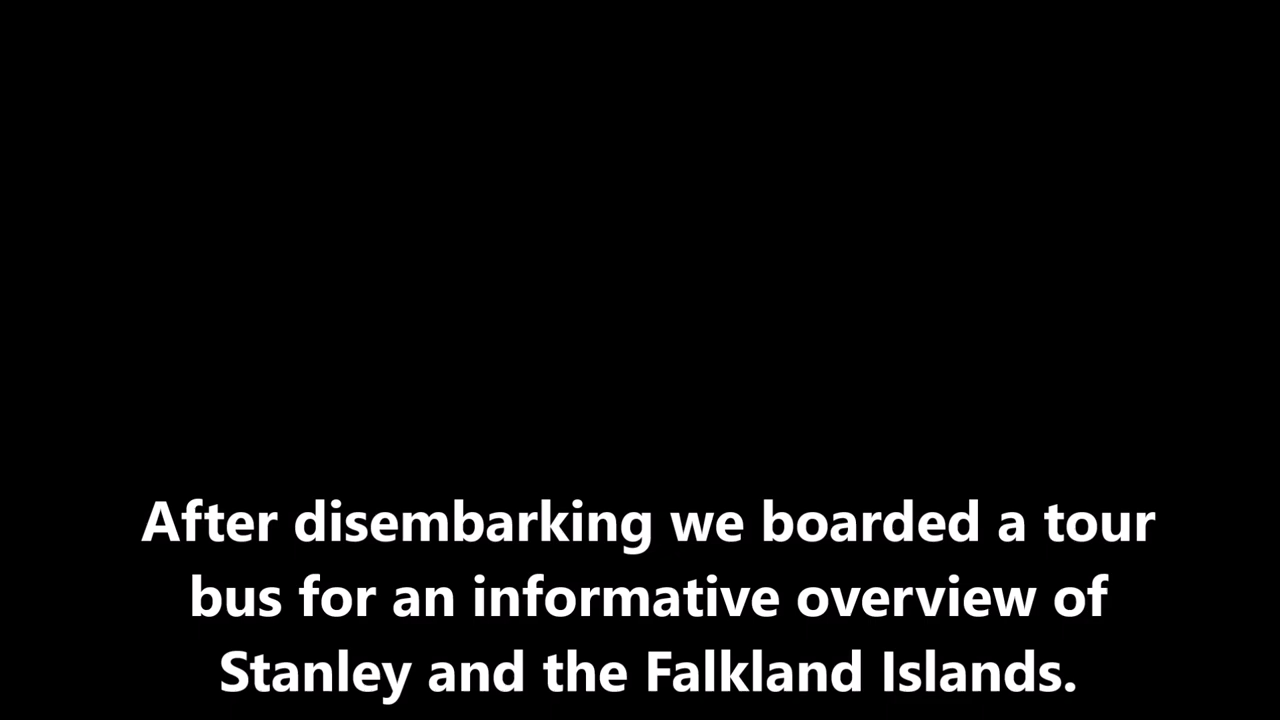 After disembarking we boarded a tour
bus for an informative overview of
Stanley and the Falkland Islands.